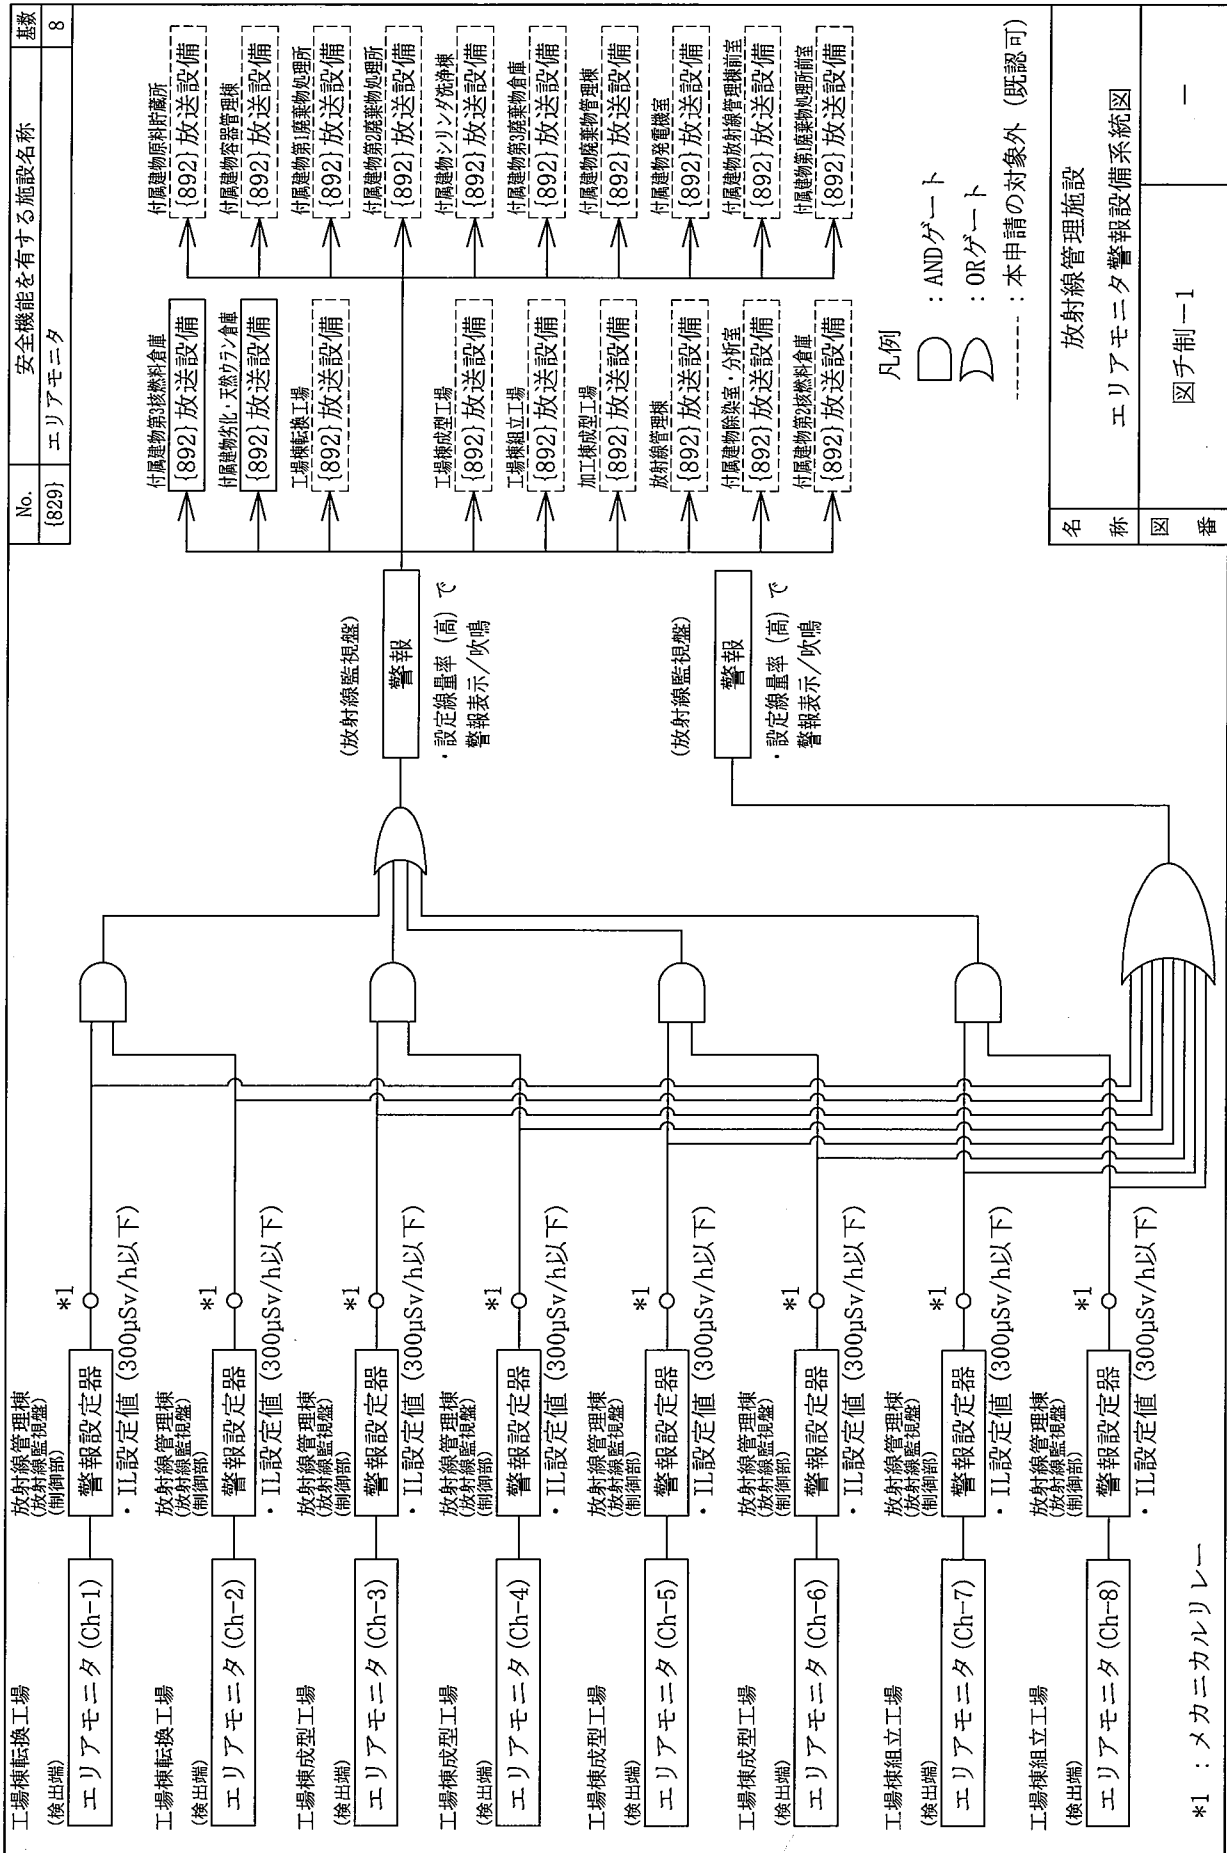 No.
安全機能を有する施設名称
基数
{829}
エリアモニタ
8
工場棟転換工場
(検出端)
エリアモニタ(Ch-1)
放射線管理棟
(放射線監視盤)
(制御部)
警報設定器
*1
・IL設定値(300μSv/h以下)
工場棟転換工場
(検出端)
エリアモニタ(Ch-2)
放射線管理棟
(放射線監視盤)
(制御部)
警報設定器
*1
・IL設定値(300μSv/h以下)
工場棟成型工場
(検出端)
エリアモニタ(Ch-3)
放射線管理棟
(放射線監視盤)
(制御部)
警報設定器
*1
・IL設定値(300μSv/h以下)
工場棟成型工場
(検出端)
エリアモニタ(Ch-4)
放射線管理棟
(放射線監視盤)
(制御部)
警報設定器
*1
・IL設定値(300μSv/h以下)
工場棟成型工場
(検出端)
エリアモニタ(Ch-5)
放射線管理棟
(放射線監視盤)
(制御部)
警報設定器
*1
・IL設定値(300μSv/h以下)
工場棟成型工場
(検出端)
エリアモニタ(Ch-6)
放射線管理棟
(放射線監視盤)
(制御部)
警報設定器
*1
・IL設定値(300μSv/h以下)
工場棟組立工場
(検出端)
エリアモニタ(Ch-7)
放射線管理棟
(放射線監視盤)
(制御部)
警報設定器
*1
・IL設定値(300μSv/h以下)
工場棟組立工場
(検出端)
エリアモニタ(Ch-8)
放射線管理棟
(放射線監視盤)
(制御部)
警報設定器
*1
・IL設定値(300μSv/h以下)
*1:メカニカルリレー
(放射線監視盤)
警報
・設定線量率(高)で
警報表示/吹鳴
(放射線監視盤)
警報
・設定線量率(高)で
警報表示/吹鳴
付属建物第3核燃料倉庫
{892}放送設備
付属建物劣化・天然ウラン倉庫
{892}放送設備
工場棟転換工場
{892}放送設備
工場棟成型工場
{892}放送設備
工場棟組立工場
{892}放送設備
加工棟成型工場
{892}放送設備
放射線管理棟
{892}放送設備
付属建物除染室・分析室
{892}放送設備
付属建物第2核燃料倉庫
{892}放送設備
付属建物原料貯蔵所
{892}放送設備
付属建物容器管理棟
{892}放送設備
付属建物第1廃棄物処理所
{892}放送設備
付属建物第2廃棄物処理所
{892}放送設備
付属建物シリンダ洗浄棟
{892}放送設備
付属建物第3廃棄物倉庫
{892}放送設備
付属建物廃棄物管理棟
{892}放送設備
付属建物発電機室
{892}放送設備
付属建物放射線管理棟前室
{892}放送設備
付属建物第1廃棄物処理所前室
{892}放送設備
凡例
:ANDゲート
:ORゲート
:本申請の対象外(既認可)
名称
放射線管理施設
エリアモニタ警報設備系統図
図番
図チ制-1
—